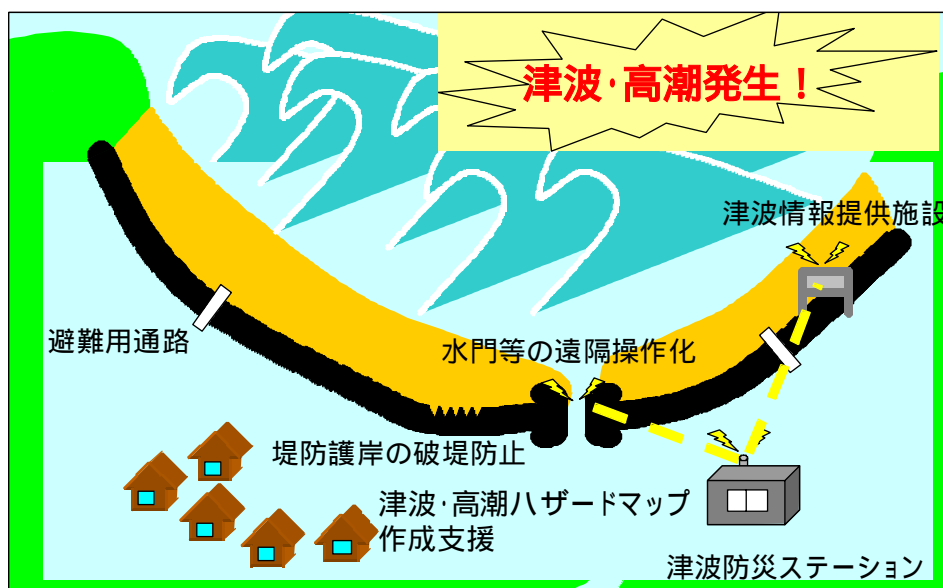 津波･高潮発生！
津波情報提供施設
避難用通路
水門等の遠隔操作化
堤防護岸の破堤防止
津波･高潮ハザードマップ
作成支援
津波防災ステーション